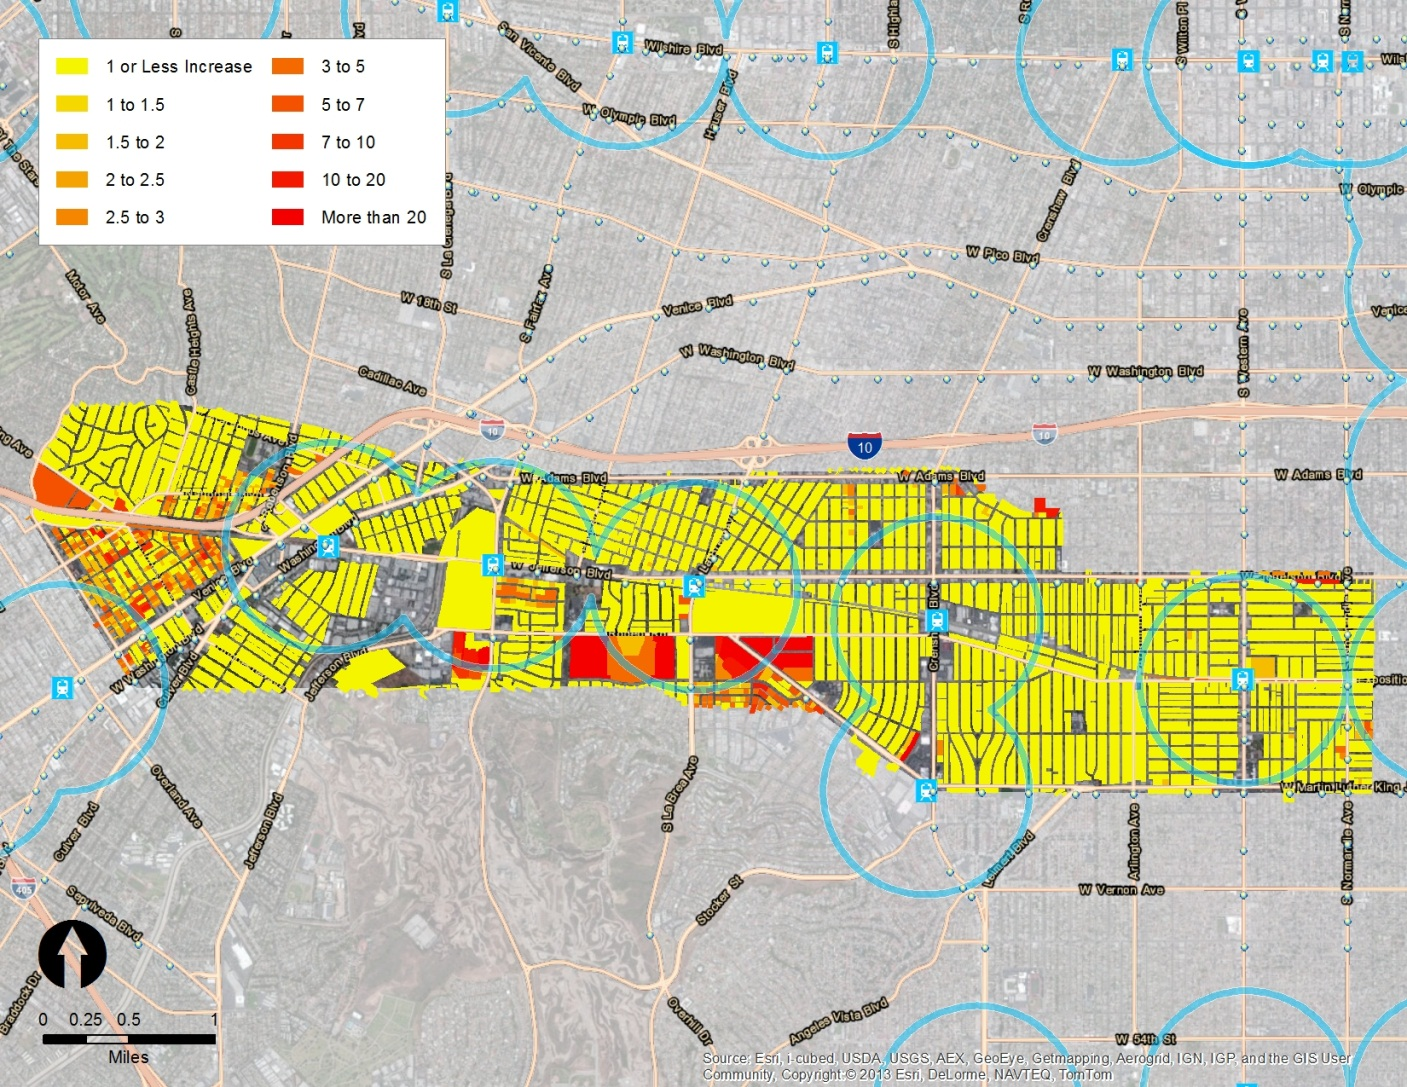 1 or Less Increase
1 to 1.5
1.5 to 2
2 to 2.5
2.5 to 3
3 to 5
5 to 7
7 to 10
10 to 20
More than 20
San Vicente Blvd
Wilshire Blvd
W Olympic Blvd
Hauser Blvd
S Wilton Pl
W Olympic
Crenshaw Blvd
W Pico Blvd
Motor Ave
Castle Heights Ave
W 18th St
S Fairfax Ave
Venice Blvd
W Washington Blvd
W Washington Blvd
S Western Ave
Cadillac Ave
10
10
10
W Adams Blvd
W Adams Blvd
W Adams Blvd
W Jefferson Blvd
Venice Blvd
Jefferson Blvd
Culver Blvd
W Martin Luther King
Overland Ave
Culver Blvd
Jefferson Blvd
S La Brea Ave
Stocker St
Leimert Blvd
Arlington Ave
S Normandie Ave
W Vernon Ave
405
Sepulveda Blvd
Braddock Dr
Overhill Dr
Angeles Vista Blvd
W 54th St
0 0.25 0.5 1
Miles
Source: Esri, i-cubed, USDA, USGS, AEX, GeoEye, Getmapping, Aerogrid, IGN, IGP, and the GIS User
Community, Copyright:© 2013 Esri, DeLorme, NAVTEQ, TomTom